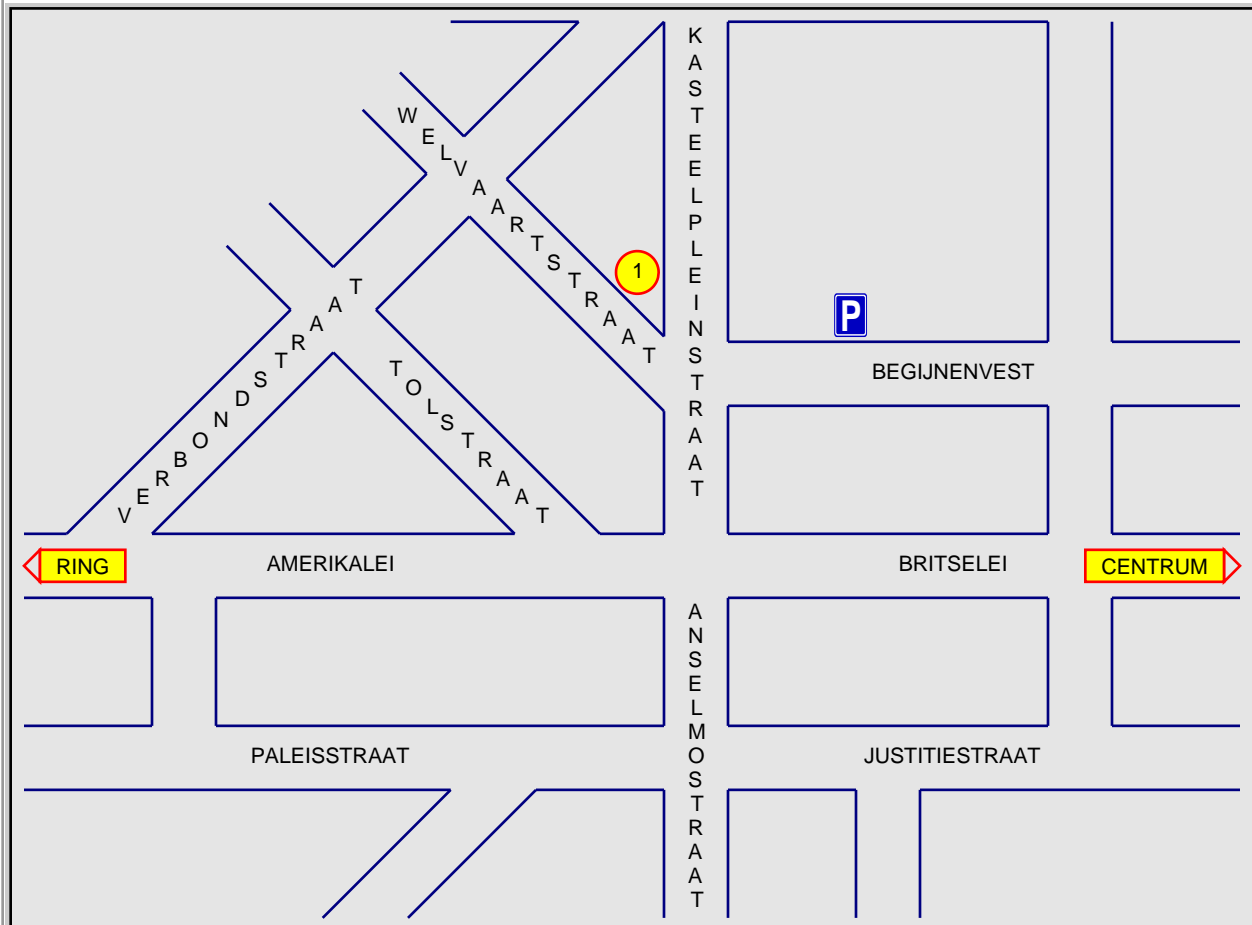 KASTEELPLEINSTRAAT
WELVAARTSTRAAT
1
P
VERBONDSTRAAT
TOLSTRAAT
BEGIJNENVEST
RING
AMERIKALEI
BRITSELEI
CENTRUM
ANSELMOSTRAAT
PALEISSTRAAT
JUSTITIESTRAAT